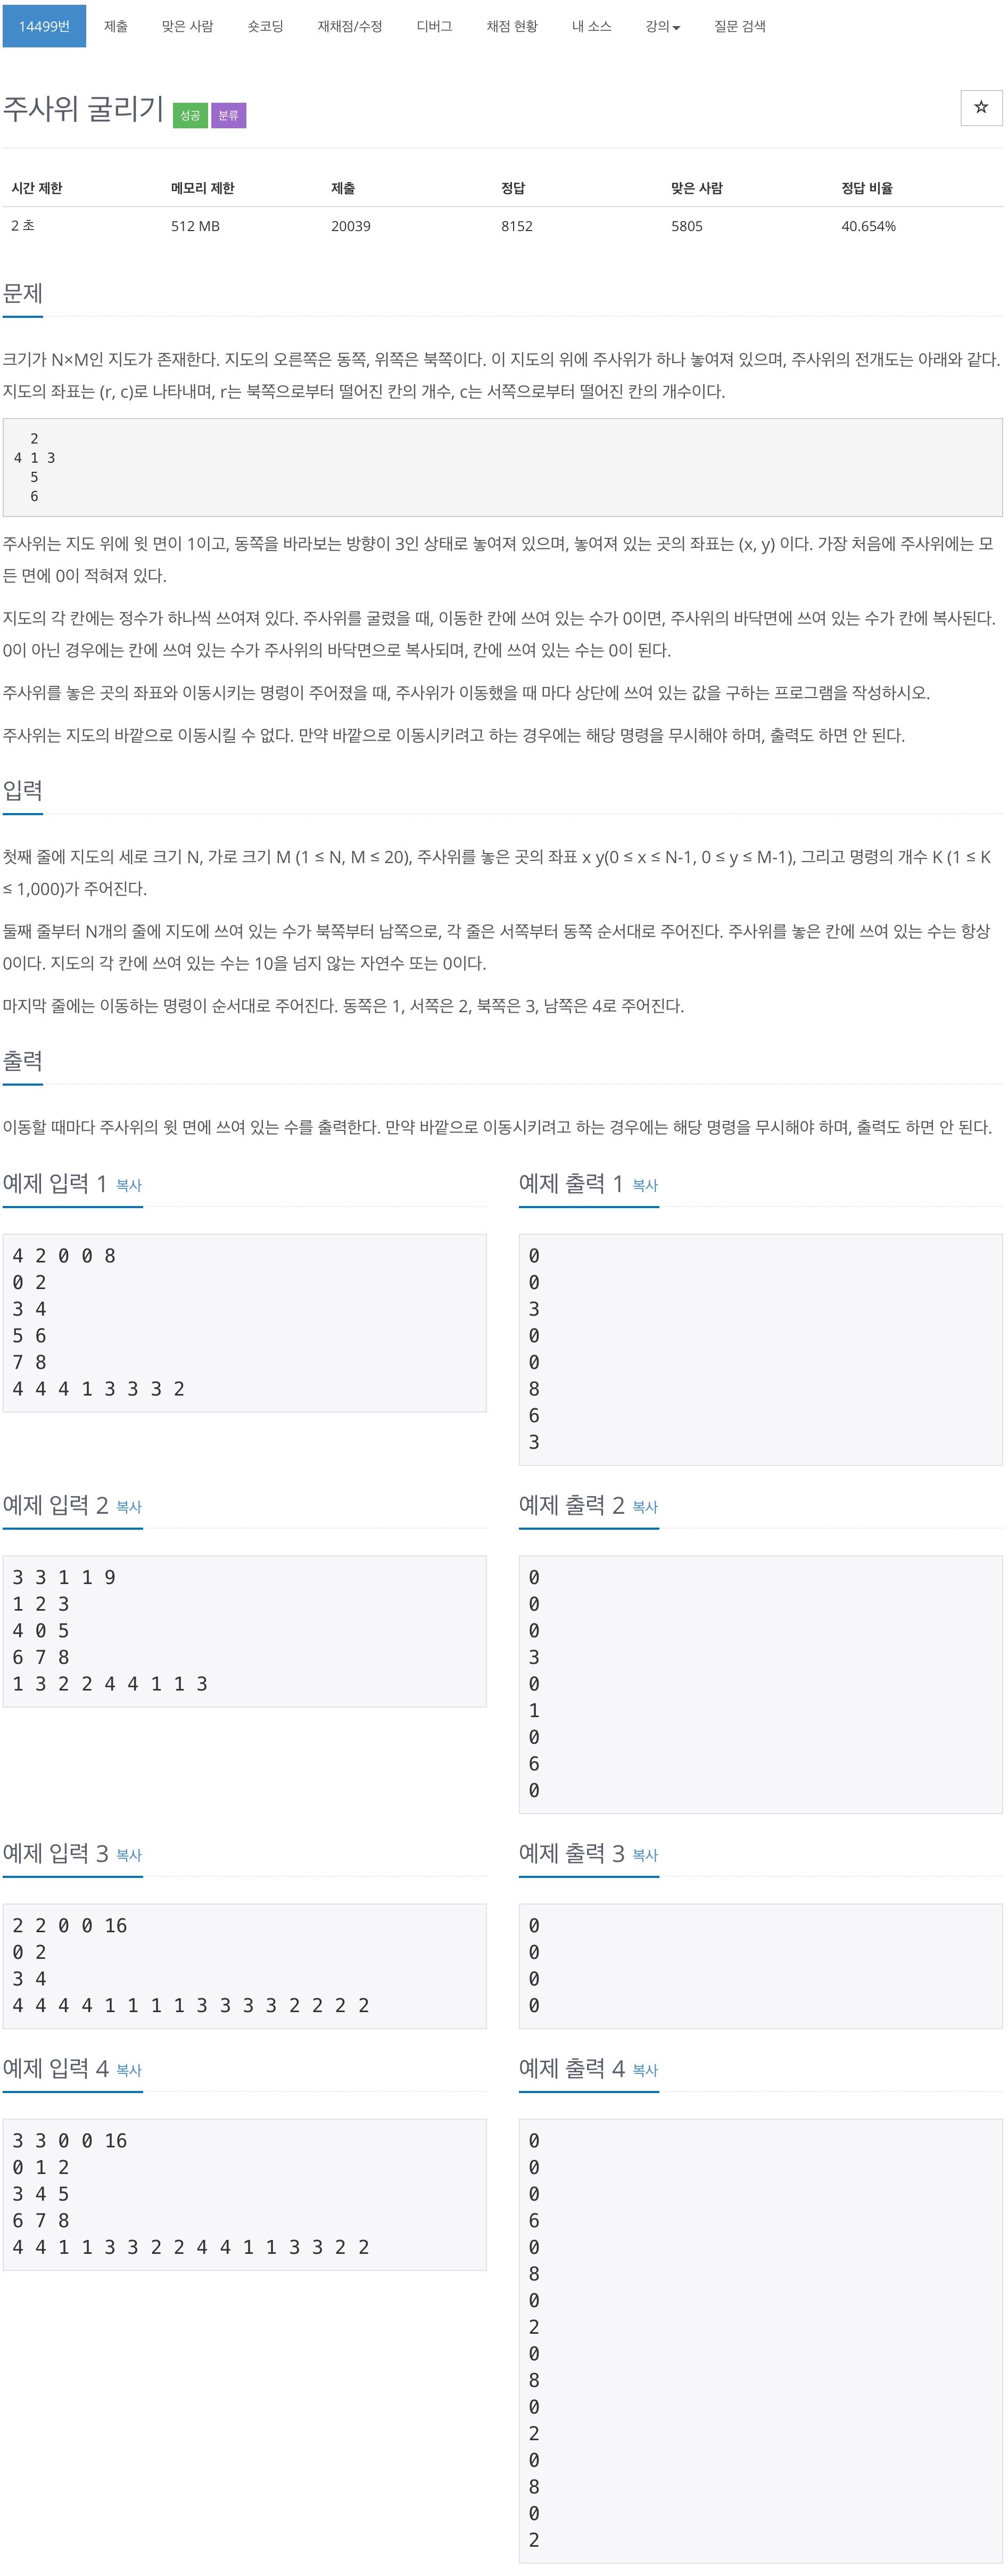 14499번 제출 맞은 사람 숏코딩 재채점/수정 디버그 채점 현황 내 소스 강의 질문 검색
주사위 굴리기 성공 분류
시간 제한 메모리 제한 제출 정답 맞은 사람 정답 비율
2 초 512 MB 20039 8152 5805 40.654%
문제
크기가 N×M인 지도가 존재한다. 지도의 오른쪽은 동쪽, 위쪽은 북쪽이다. 이 지도의 위에 주사위가 하나 놓여져 있으며, 주사위의 전개도는 아래와 같다.
지도의 좌표는 (r, c)로 나타내며, r는 북쪽으로부터 떨어진 칸의 개수, c는 서쪽으로부터 떨어진 칸의 개수이다.
2
4 1 3
5
6
주사위는 지도 위에 윗 면이 1이고, 동쪽을 바라보는 방향이 3인 상태로 놓여져 있으며, 놓여져 있는 곳의 좌표는 (x, y) 이다. 가장 처음에 주사위에는 모
든 면에 0이 적혀져 있다.
지도의 각 칸에는 정수가 하나씩 쓰여져 있다. 주사위를 굴렸을 때, 이동한 칸에 쓰여 있는 수가 0이면, 주사위의 바닥면에 쓰여 있는 수가 칸에 복사된다.
0이 아닌 경우에는 칸에 쓰여 있는 수가 주사위의 바닥면으로 복사되며, 칸에 쓰여 있는 수는 0이 된다.
주사위를 놓은 곳의 좌표와 이동시키는 명령이 주어졌을 때, 주사위가 이동했을 때 마다 상단에 쓰여 있는 값을 구하는 프로그램을 작성하시오.
주사위는 지도의 바깥으로 이동시킬 수 없다. 만약 바깥으로 이동시키려고 하는 경우에는 해당 명령을 무시해야 하며, 출력도 하면 안 된다.
입력
첫째 줄에 지도의 세로 크기 N, 가로 크기 M (1 ≤ N, M ≤ 20), 주사위를 놓은 곳의 좌표 x y(0 ≤ x ≤ N-1, 0 ≤ y ≤ M-1), 그리고 명령의 개수 K (1 ≤ K
≤ 1,000)가 주어진다.
둘째 줄부터 N개의 줄에 지도에 쓰여 있는 수가 북쪽부터 남쪽으로, 각 줄은 서쪽부터 동쪽 순서대로 주어진다. 주사위를 놓은 칸에 쓰여 있는 수는 항상
0이다. 지도의 각 칸에 쓰여 있는 수는 10을 넘지 않는 자연수 또는 0이다.
마지막 줄에는 이동하는 명령이 순서대로 주어진다. 동쪽은 1, 서쪽은 2, 북쪽은 3, 남쪽은 4로 주어진다.
출력
이동할 때마다 주사위의 윗 면에 쓰여 있는 수를 출력한다. 만약 바깥으로 이동시키려고 하는 경우에는 해당 명령을 무시해야 하며, 출력도 하면 안 된다.
예제 입력 1 복사
4 2 0 0 8
0 2
3 4
5 6
7 8
4 4 4 1 3 3 3 2
예제 출력 1 복사
0
0
3
0
0
8
6
3
예제 입력 2 복사
3 3 1 1 9
1 2 3
4 0 5
6 7 8
1 3 2 2 4 4 1 1 3
예제 출력 2 복사
0
0
0
3
0
1
0
6
0
예제 입력 3 복사
2 2 0 0 16
0 2
3 4
4 4 4 4 1 1 1 1 3 3 3 3 2 2 2 2
예제 출력 3 복사
0
0
0
0
예제 입력 4 복사
3 3 0 0 16
0 1 2
3 4 5
6 7 8
4 4 1 1 3 3 2 2 4 4 1 1 3 3 2 2
예제 출력 4 복사
0
0
0
6
0
8
0
2
0
8
0
2
0
8
0
2